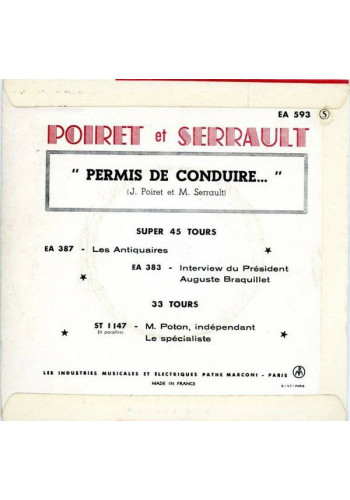 EA 593 S
POIRET et SERRAULT
" PERMIS DE CONDUIRE... "
(J. Poiret et M. Serrault)
SUPER 45 TOURS
EA 387 - Les Antiquaires
EA 383 - Interview du Président
Auguste Braquillet
33 TOURS
ST 1147 - M. Poton, indépendant
(à paraître)
Le spécialiste
LES INDUSTRIES MUSICALES ET ELECTRIQUES PATHE MARCONI - PARIS
MADE IN FRANCE